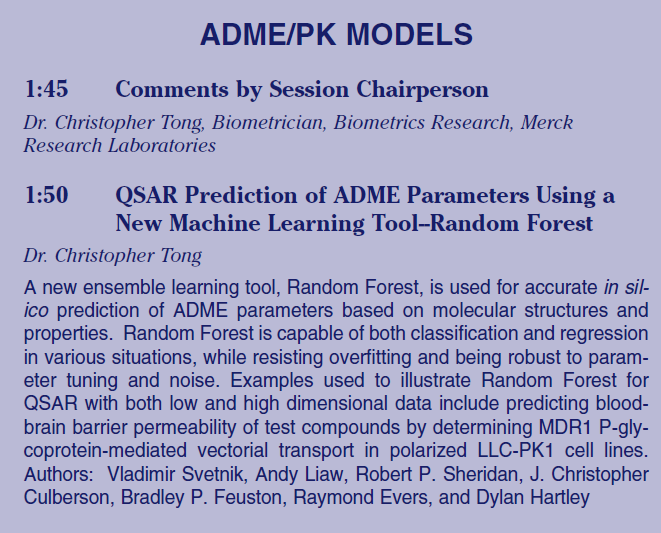 ADME/PK MODELS
1:45 Comments by Session Chairperson
Dr. Christopher Tong, Biometrician, Biometrics Research, Merck
Research Laboratories
1:50 QSAR Prediction of ADME Parameters Using a
New Machine Learning Tool–Random Forest
Dr. Christopher Tong
A new ensemble learning tool, Random Forest, is used for accurate in sil-
ico prediction of ADME parameters based on molecular structures and
properties. Random Forest is capable of both classification and regression
in various situations, while resisting overfitting and being robust to param-
eter tuning and noise. Examples used to illustrate Random Forest for
QSAR with both low and high dimensional data include predicting blood-
brain barrier permeability of test compounds by determining MDR1 P-gly-
coprotein-mediated vectorial transport in polarized LLC-PK1 cell lines.
Authors: Vladimir Svetnik, Andy Liaw, Robert P. Sheridan, J. Christopher
Culberson, Bradley P. Feuston, Raymond Evers, and Dylan Hartley